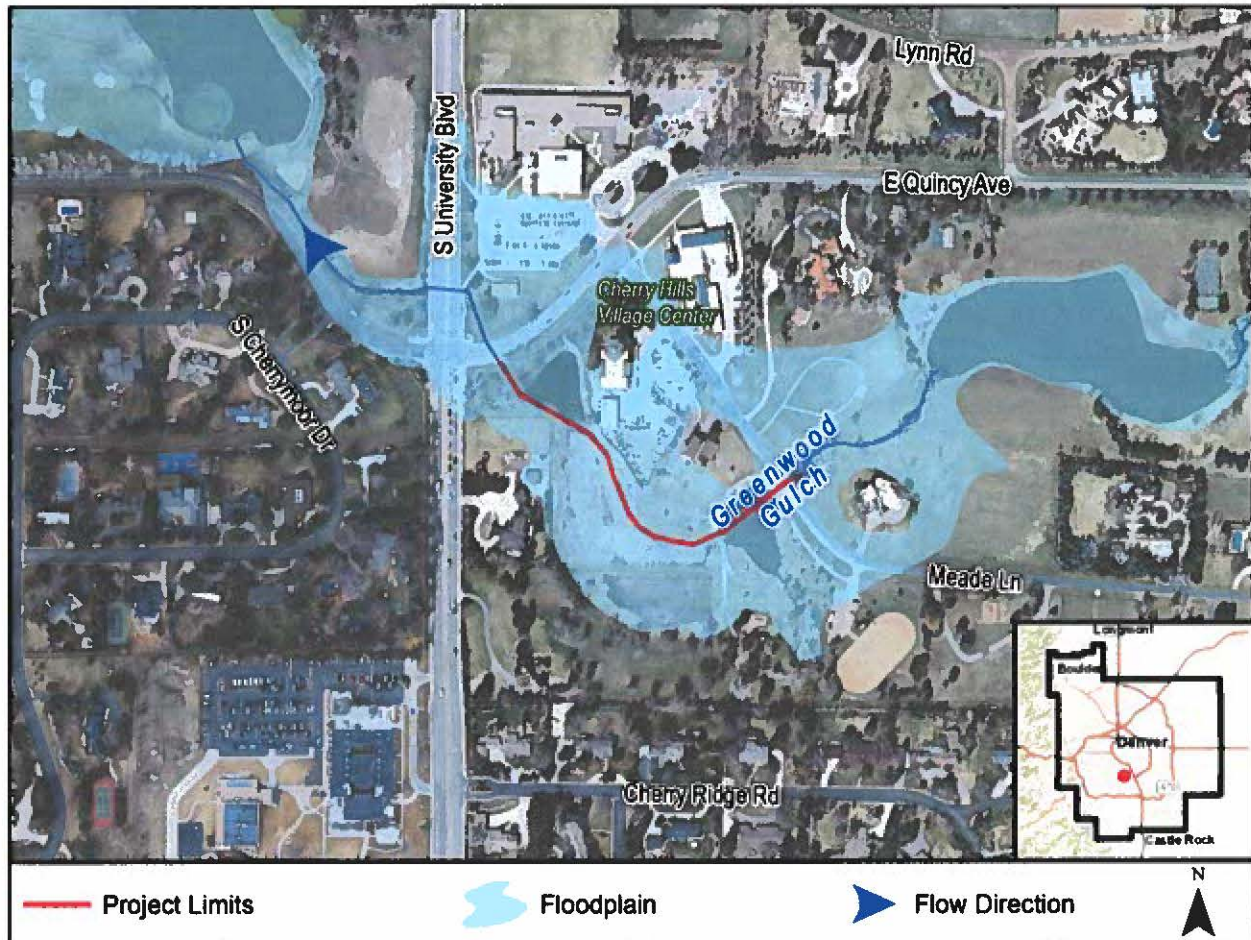 Lynn Rd
S University Blvd
E Quincy Ave
Cherry Hills
Village Center
S Cherrymoor Dr
Greenwood
Gulch
Meade Ln
Cherry Ridge Rd
Longmont
Boulder
Denver
Castle Rock
Project Limits
Floodplain
Flow Direction
N